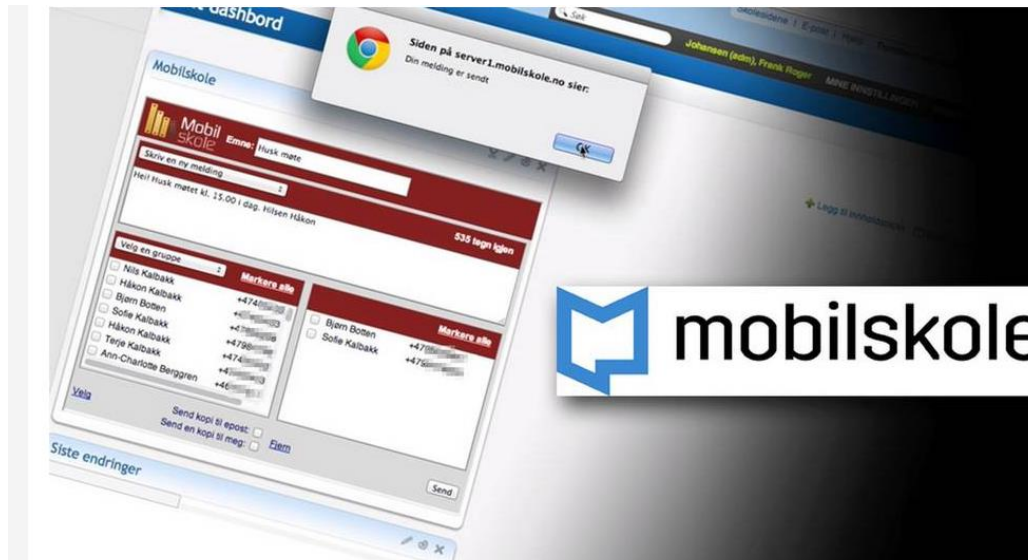 dashbord
Søk
E-post
Johansen (adm), Frenk Roger
MINE INNSTILLINGER
Siden på server1.mobilskole.no sier:
Din melding er sendt
OK
Mobilskole
Mobil
skole
Emne:
Husk møte
Skriv en ny melding
Hei! Husk møtet kl. 15.00 i dag. Hilsen Håkon
535 tegn igjen
Legg til
Velg en gruppe
Markere alle
Nils Kalbakk
Håkon Kalbakk
Bjørn Botten
Sofie Kalbakk
Håkon Kalbakk
Terje Kalbakk
Ann-Charlotte Berggren
Markere alle
Bjørn Botten
Sofie Kalbakk
Velg
Send kopi til epost:
Send en kopi til meg:
Fjern
Send
Siste endringer
mobilskole